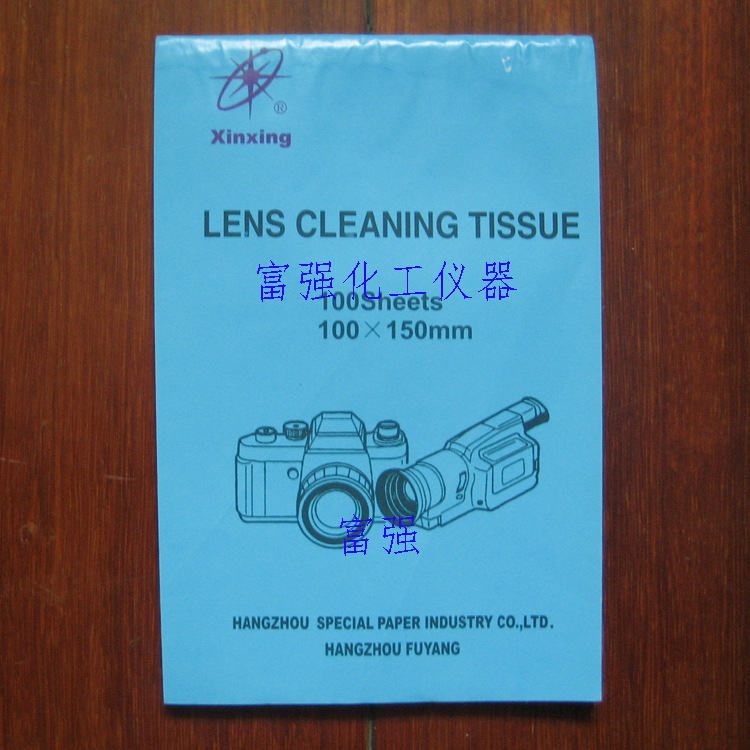 ®
Xinxing
LENS CLEANING TISSUE
富强化工仪器
100Sheets
100×150mm
富强
HANGZHOU SPECIAL PAPER INDUSTRY CO.,LTD.
HANGZHOU FUYANG